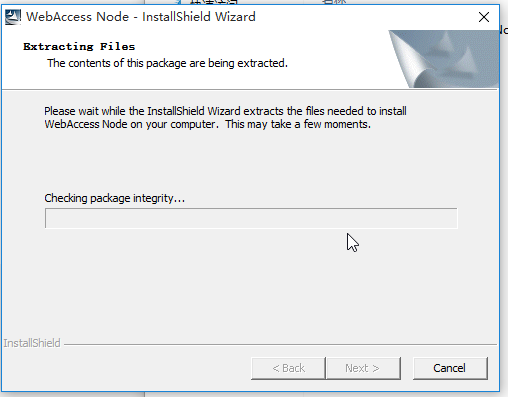 WebAccess Node - InstallShield Wizard
Extracting Files
The contents of this package are being extracted.
Please wait while the InstallShield Wizard extracts the files needed to install
WebAccess Node on your computer.  This may take a few moments.
Checking package integrity...
InstallShield
< Back
Next >
Cancel